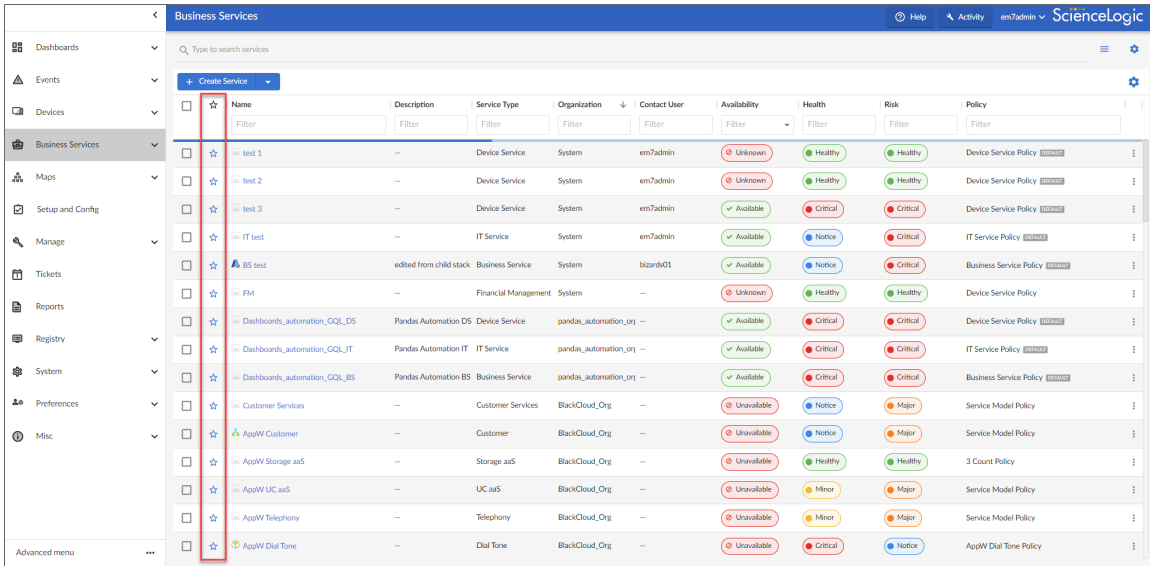 Business Services
Help
Activity
em7admin
ScienceLogic
Dashboards
Events
Devices
Business Services
Maps
Setup and Config
Manage
Tickets
Reports
Registry
System
Preferences
Misc
Advanced menu
Type to search services
+ Create Service
Name Description Service Type Organization Contact User Availability Health Risk Policy
Filter Filter Filter Filter Filter Filter Filter Filter Filter
test 1 — Device Service System em7admin Unknown Healthy Healthy Device Service Policy DEFAULT
test 2 — Device Service System em7admin Unknown Healthy Healthy Device Service Policy DEFAULT
test 3 — Device Service System em7admin Available Critical Critical Device Service Policy DEFAULT
IT test — IT Service System em7admin Available Notice Critical IT Service Policy DEFAULT
BS test edited from child stack Business Service System bizards01 Available Notice Critical Business Service Policy DEFAULT
FM — Financial Management System — Unknown Healthy Healthy Device Service Policy
Dashboards_automation_GQL_DS Pandas Automation DS Device Service pandas_automation_org — Available Critical Critical Device Service Policy DEFAULT
Dashboards_automation_GQL_IT Pandas Automation IT IT Service pandas_automation_org — Available Critical Critical IT Service Policy DEFAULT
Dashboards_automation_GQL_BS Pandas Automation BS Business Service pandas_automation_org — Available Critical Critical Business Service Policy DEFAULT
Customer Services — Customer Services BlackCloud_Org — Unavailable Notice Major Service Model Policy
AppW Customer — Customer BlackCloud_Org — Unavailable Notice Major Service Model Policy
AppW Storage aaS — Storage aaS BlackCloud_Org — Unavailable Healthy Healthy 3 Count Policy
AppW UC aaS — UC aaS BlackCloud_Org — Unavailable Minor Major Service Model Policy
AppW Telephony — Telephony BlackCloud_Org — Unavailable Minor Major Service Model Policy
AppW Dial Tone — Dial Tone BlackCloud_Org — Unavailable Critical Notice AppW Dial Tone Policy